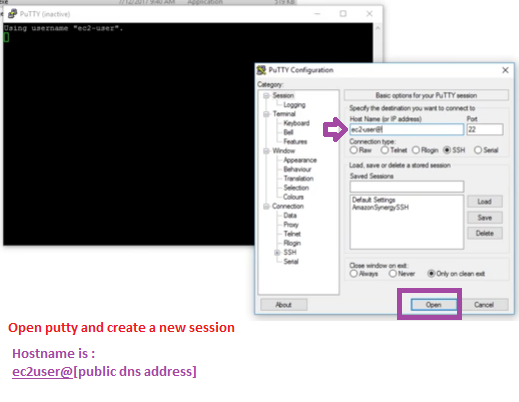 7/12/2017 9:40 AM Application
PuTTY (inactive)
Using username "ec2-user".
PuTTY Configuration
Category:
Session
Logging
Terminal
Keyboard
Bell
Features
Window
Appearance
Behaviour
Translation
Selection
Colours
Connection
Data
Proxy
Telnet
Rlogin
SSH
Serial
Basic options for your PuTTY session
Specify the destination you want to connect to
Host Name (or IP address) Port
ec2-user@ 22
Connection type:
Raw Telnet Rlogin SSH Serial
Load, save or delete a stored session
Saved Sessions
Default Settings
AmazonSynergySSH
Load
Save
Delete
Close window on exit:
Always Never Only on clean exit
About Open Cancel
Open putty and create a new session
Hostname is :
ec2user@[public dns address]